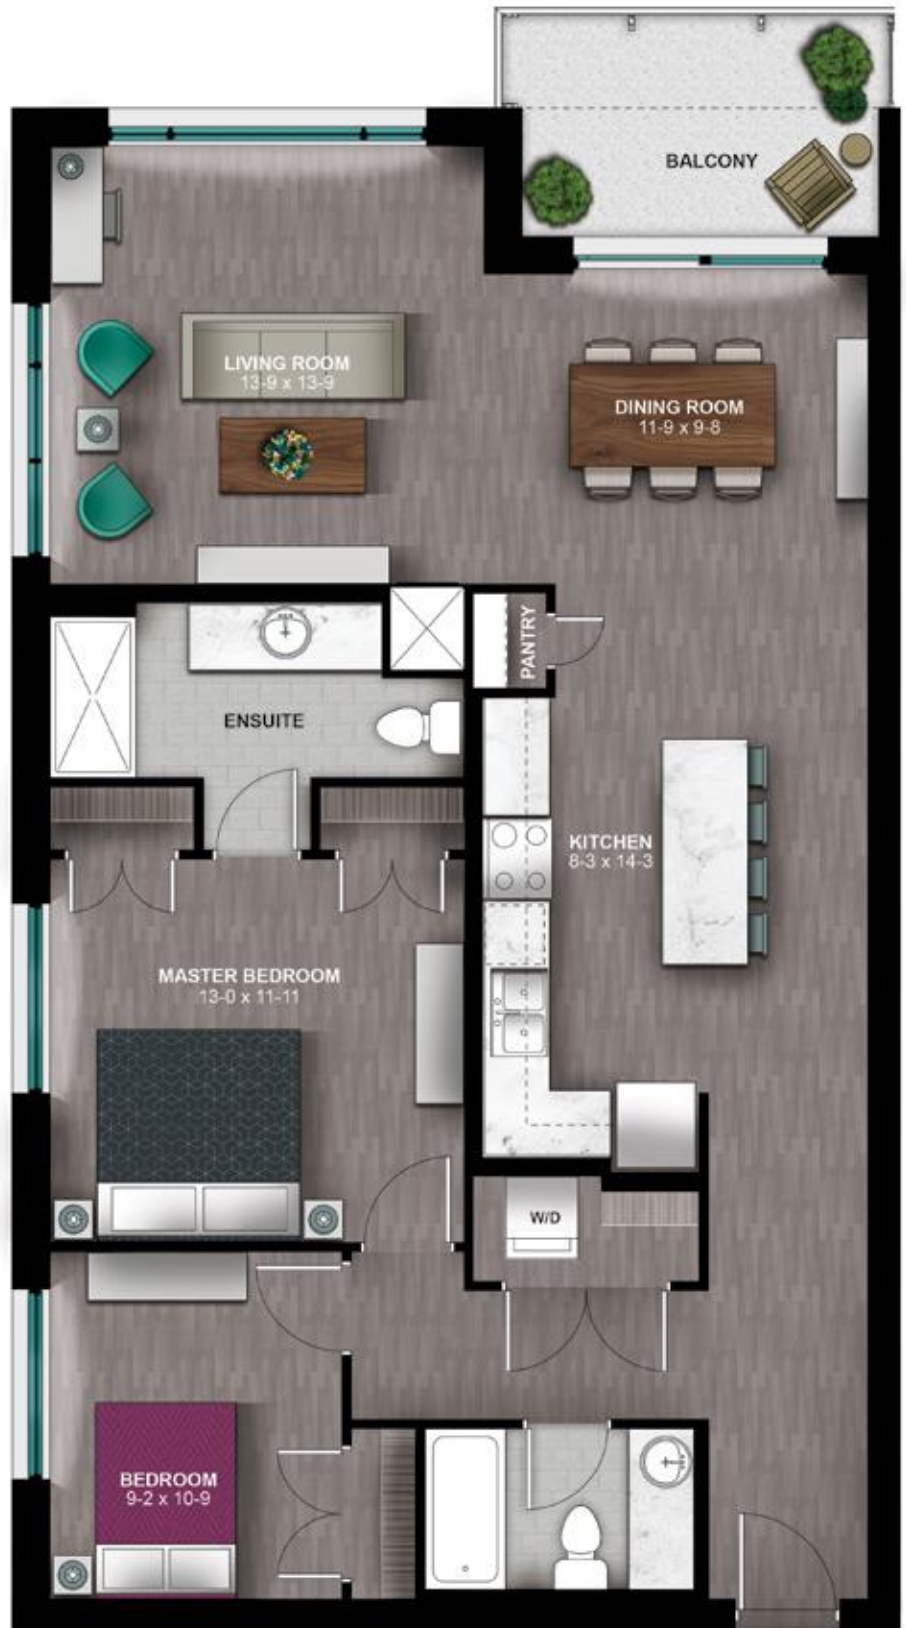 BALCONY
LIVING ROOM
13-9 x 13-9
DINING ROOM
11-9 x 9-8
PANTRY
ENSUITE
KITCHEN
8-3 x 14-3
MASTER BEDROOM
13-0 x 11-11
W/D
BEDROOM
9-2 x 10-9